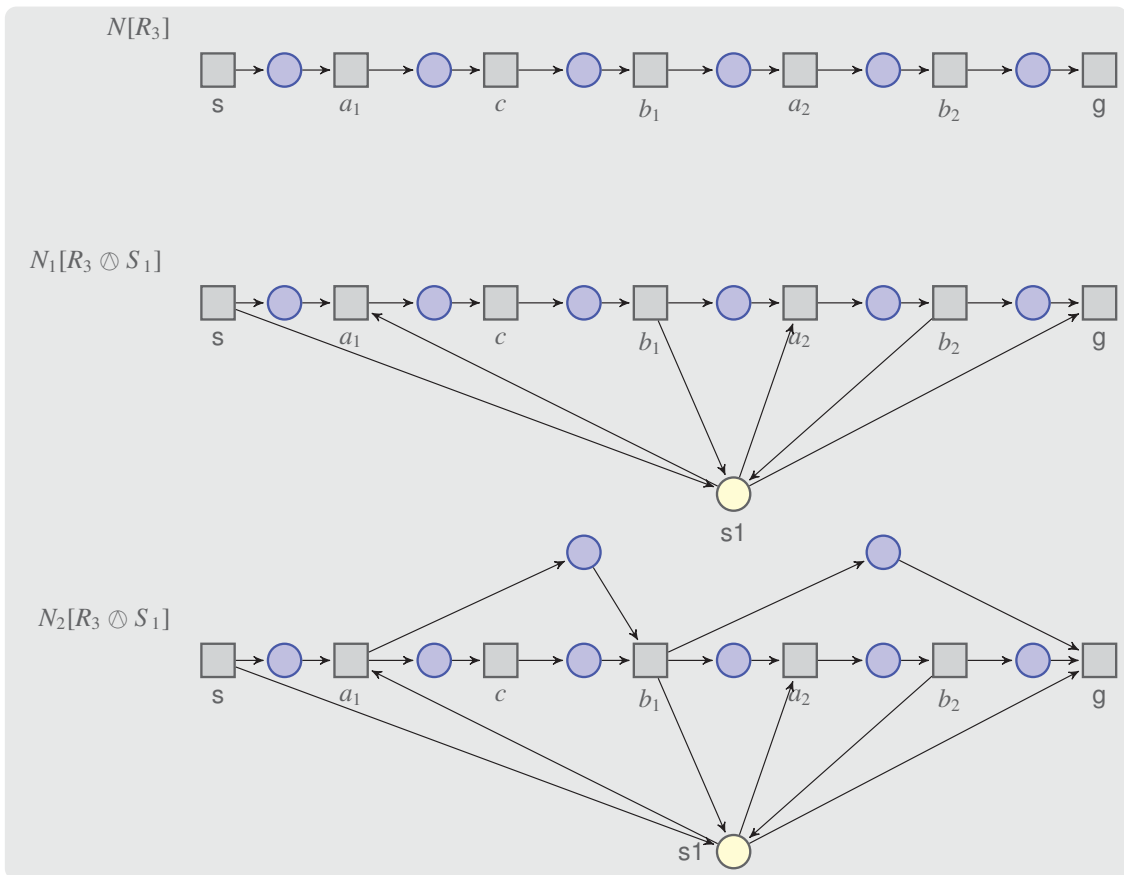 N[R₃]
s a₁ c b₁ a₂ b₂ g
N₁[R₃ ⦸ S₁]
s a₁ c b₁ a₂ b₂ g
s1
N₂[R₃ ⦸ S₁]
s a₁ c b₁ a₂ b₂ g
s1